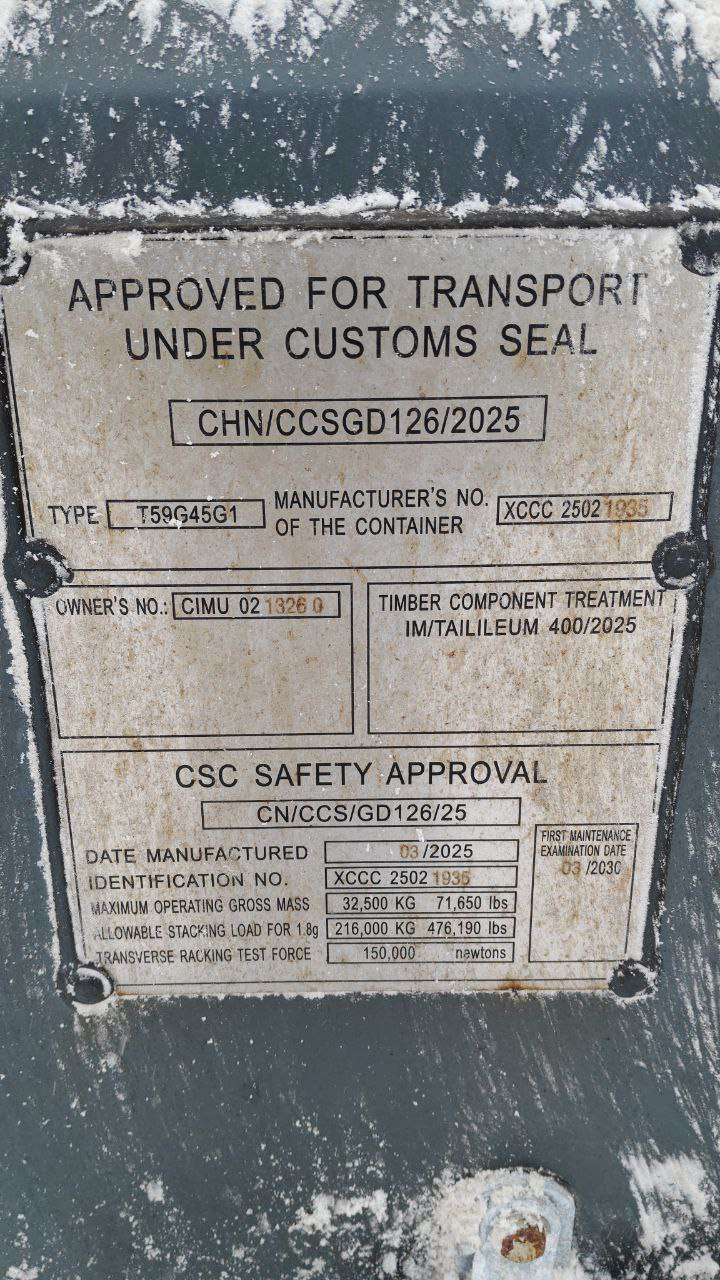 APPROVED FOR TRANSPORT
UNDER CUSTOMS SEAL
CHN/CCSGD126/2025
TYPE T59G45G1 MANUFACTURER'S NO. OF THE CONTAINER XCCC 2502 1935
OWNER'S NO.: CIMU 02 1326 0
TIMBER COMPONENT TREATMENT
IM/TAILILEUM 400/2025
CSC SAFETY APPROVAL
CN/CCS/GD126/25
DATE MANUFACTURED 03/2025
IDENTIFICATION NO. XCCC 2502 1935
MAXIMUM OPERATING GROSS MASS 32,500 KG 71,650 lbs
ALLOWABLE STACKING LOAD FOR 1.8g 216,000 KG 476,190 lbs
TRANSVERSE RACKING TEST FORCE 150,000 newtons
FIRST MAINTENANCE
EXAMINATION DATE
03 /2030